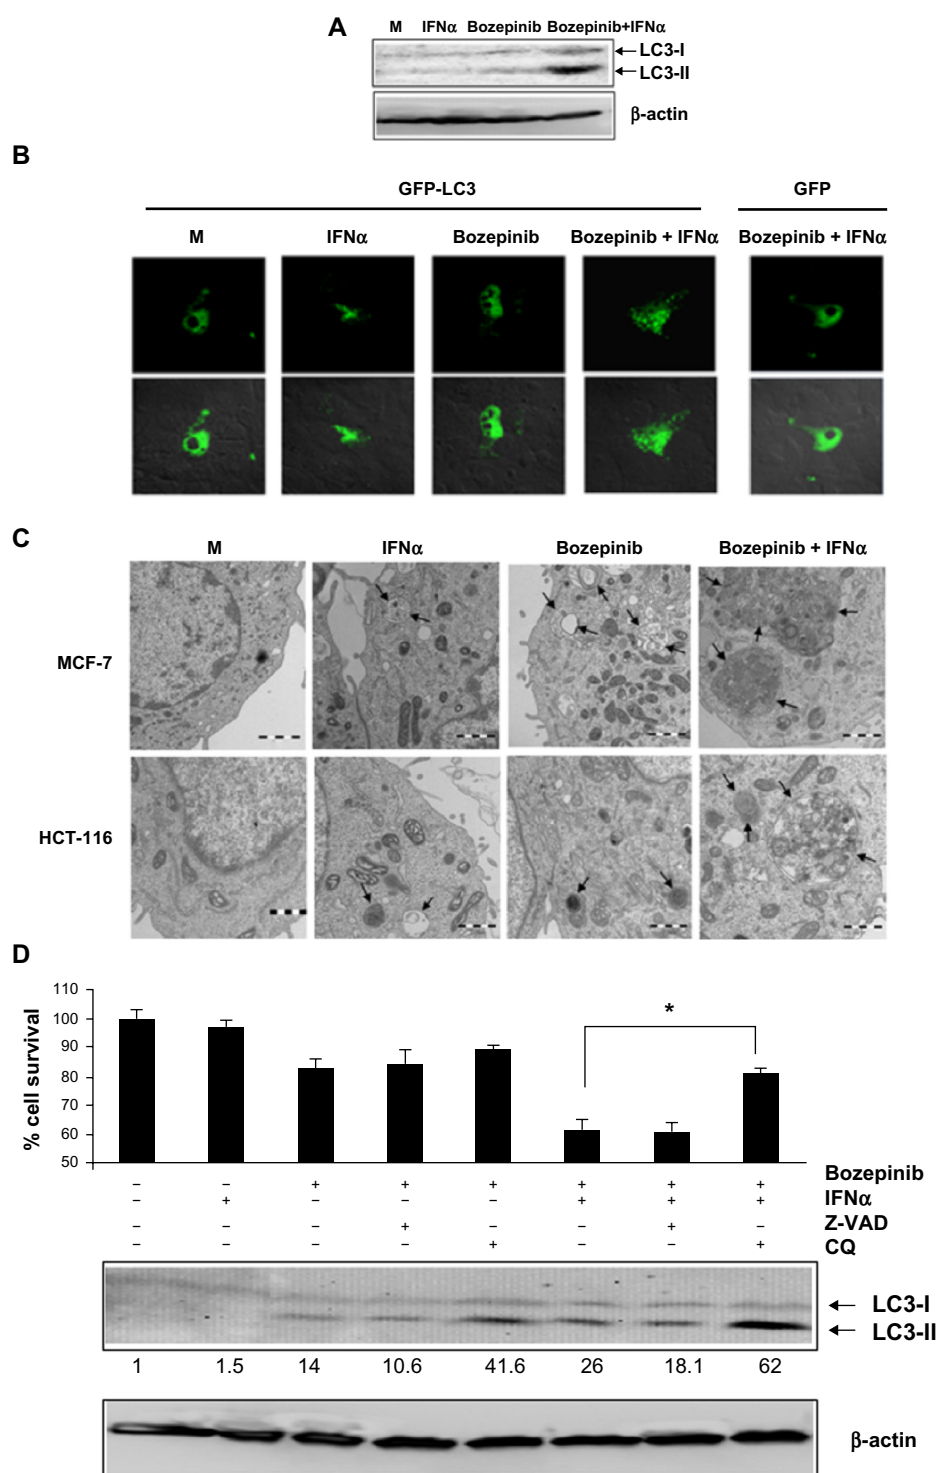 A
M IFNα Bozepinib Bozepinib+IFNα
LC3-I
LC3-II
β-actin
B
GFP-LC3 GFP
M IFNα Bozepinib Bozepinib + IFNα Bozepinib + IFNα
C
M IFNα Bozepinib Bozepinib + IFNα
MCF-7
HCT-116
D
% cell survival
110
100
90
80
70
60
50
*
– – + + + + + + Bozepinib
– + – – – + + + IFNα
– – – + – – + – Z-VAD
– – – – + – – + CQ
LC3-I
LC3-II
1 1.5 14 10.6 41.6 26 18.1 62
β-actin